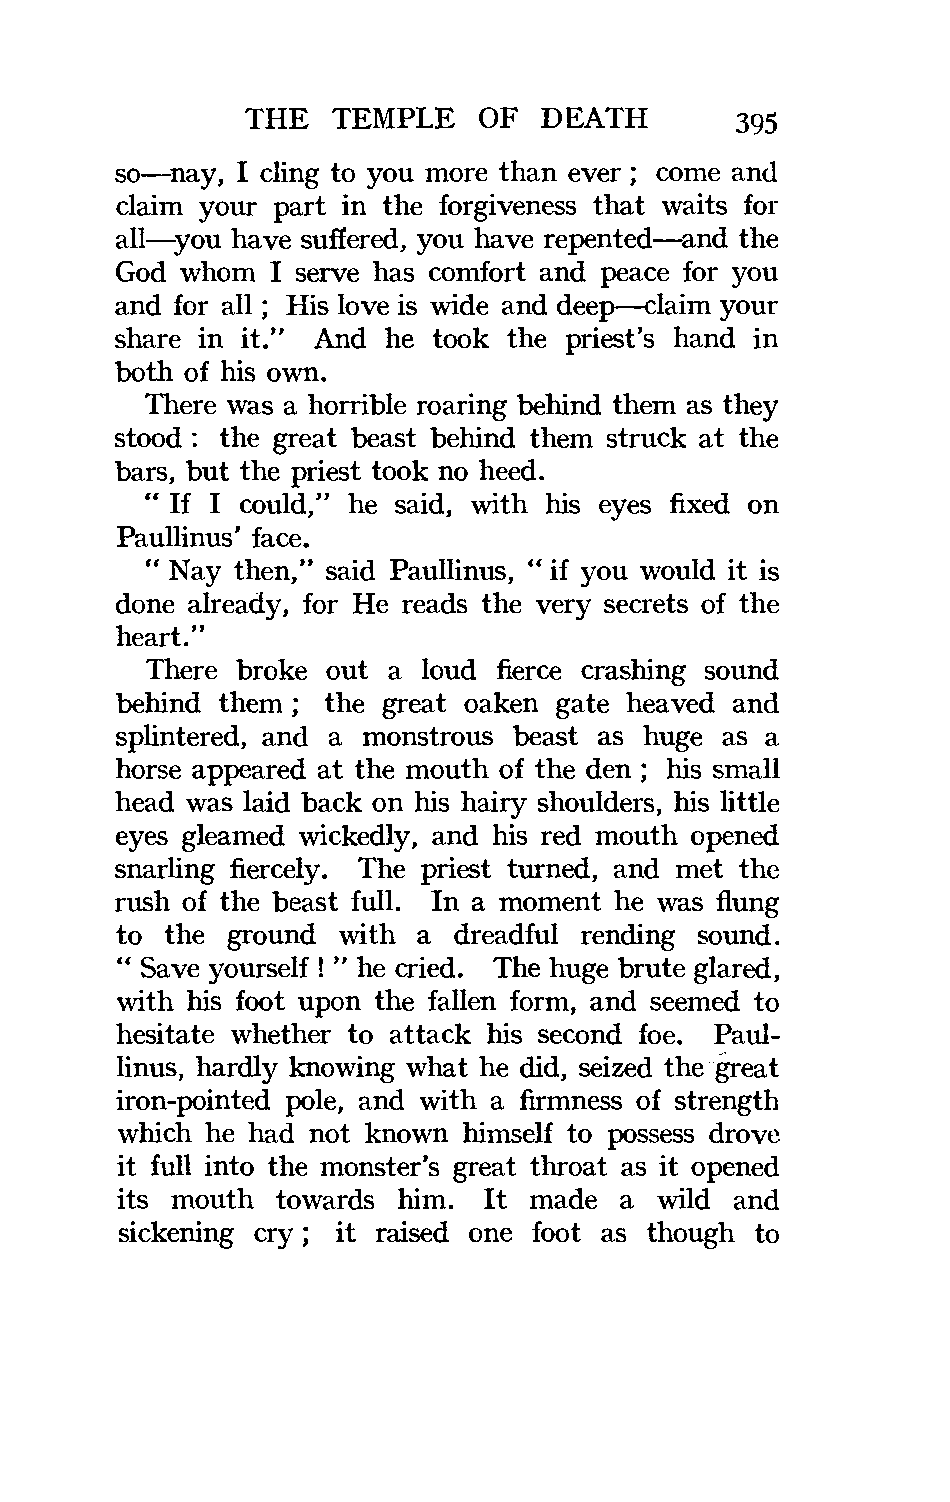 THE TEMPLE OF DEATH 395
so—nay, I cling to you more than ever ; come and
claim your part in the forgiveness that waits for
all—you have suffered, you have repented—and the
God whom I serve has comfort and peace for you
and for all ; His love is wide and deep—claim your
share in it.” And he took the priest’s hand in
both of his own.
There was a horrible roaring behind them as they
stood : the great beast behind them struck at the
bars, but the priest took no heed.
“ If I could,” he said, with his eyes fixed on
Paullinus’ face.
“ Nay then,” said Paullinus, “ if you would it is
done already, for He reads the very secrets of the
heart.”
There broke out a loud fierce crashing sound
behind them ; the great oaken gate heaved and
splintered, and a monstrous beast as huge as a
horse appeared at the mouth of the den ; his small
head was laid back on his hairy shoulders, his little
eyes gleamed wickedly, and his red mouth opened
snarling fiercely. The priest turned, and met the
rush of the beast full. In a moment he was flung
to the ground with a dreadful rending sound.
“ Save yourself ! ” he cried. The huge brute glared,
with his foot upon the fallen form, and seemed to
hesitate whether to attack his second foe. Paul-
linus, hardly knowing what he did, seized the great
iron-pointed pole, and with a firmness of strength
which he had not known himself to possess drove
it full into the monster’s great throat as it opened
its mouth towards him. It made a wild and
sickening cry ; it raised one foot as though to